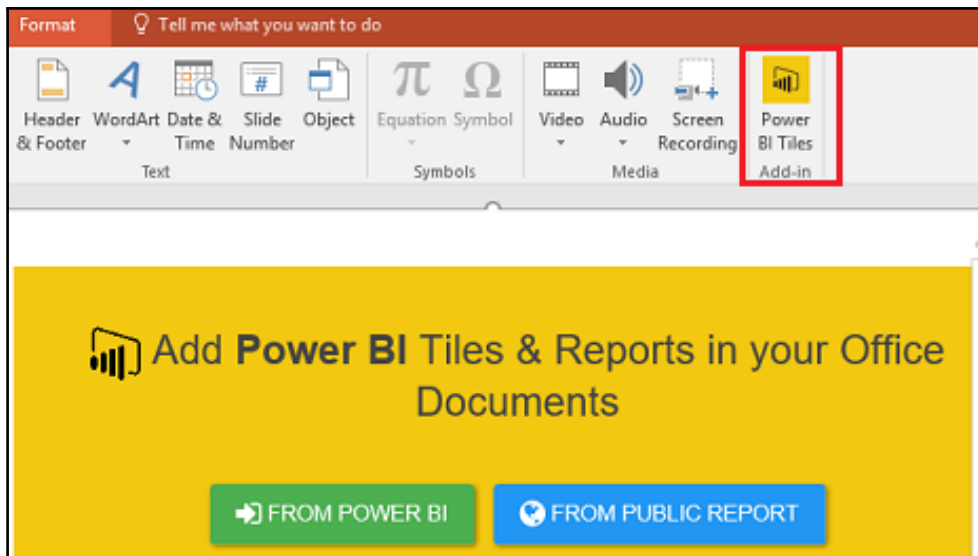 Format Tell me what you want to do
Header & Footer
WordArt
Date & Time
Slide Number
Object
Equation
Symbol
Video
Audio
Screen Recording
Power BI Tiles
Text
Symbols
Media
Add-in
Add Power BI Tiles & Reports in your Office
Documents
FROM POWER BI
FROM PUBLIC REPORT